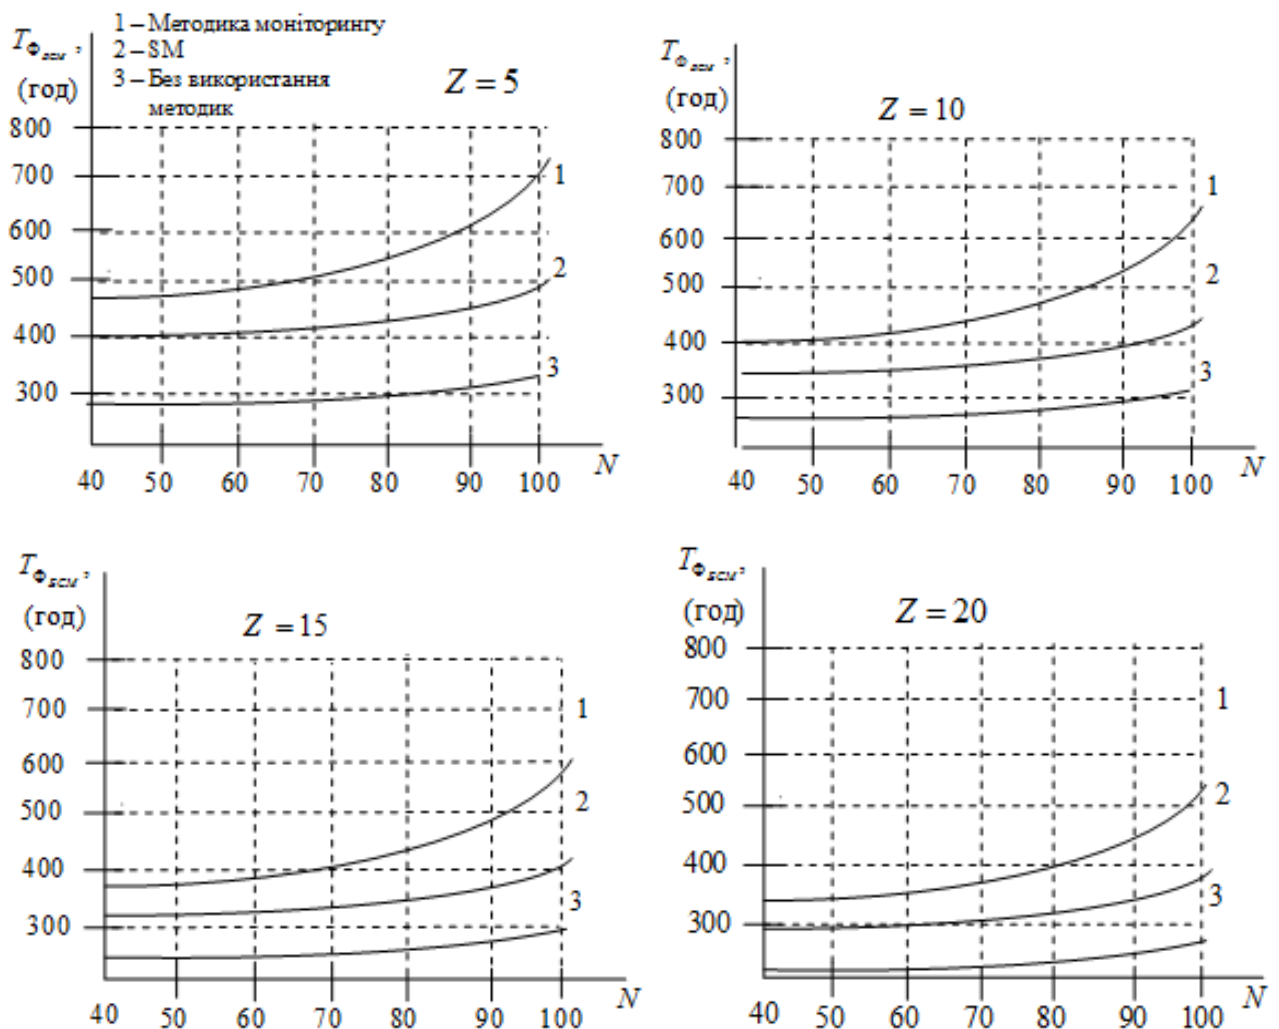 1 – Методика моніторингу
2 – SM
3 – Без використання
методик
T_Фвсм,
(год)
Z = 5
800
700
600
500
400
300
1
2
3
N
40 50 60 70 80 90 100
T_Фвсм,
(год)
Z = 10
800
700
600
500
400
300
1
2
3
N
40 50 60 70 80 90 100
T_Фвсм,
(год)
Z = 15
800
700
600
500
400
300
1
2
3
N
40 50 60 70 80 90 100
T_Фвсм,
(год)
Z = 20
800
700
600
500
400
300
1
2
3
N
40 50 60 70 80 90 100